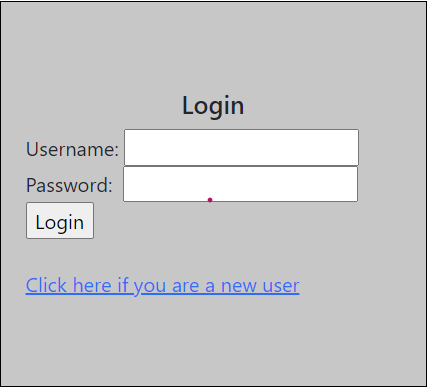 Login
Username:
Password:
Login
Click here if you are a new user